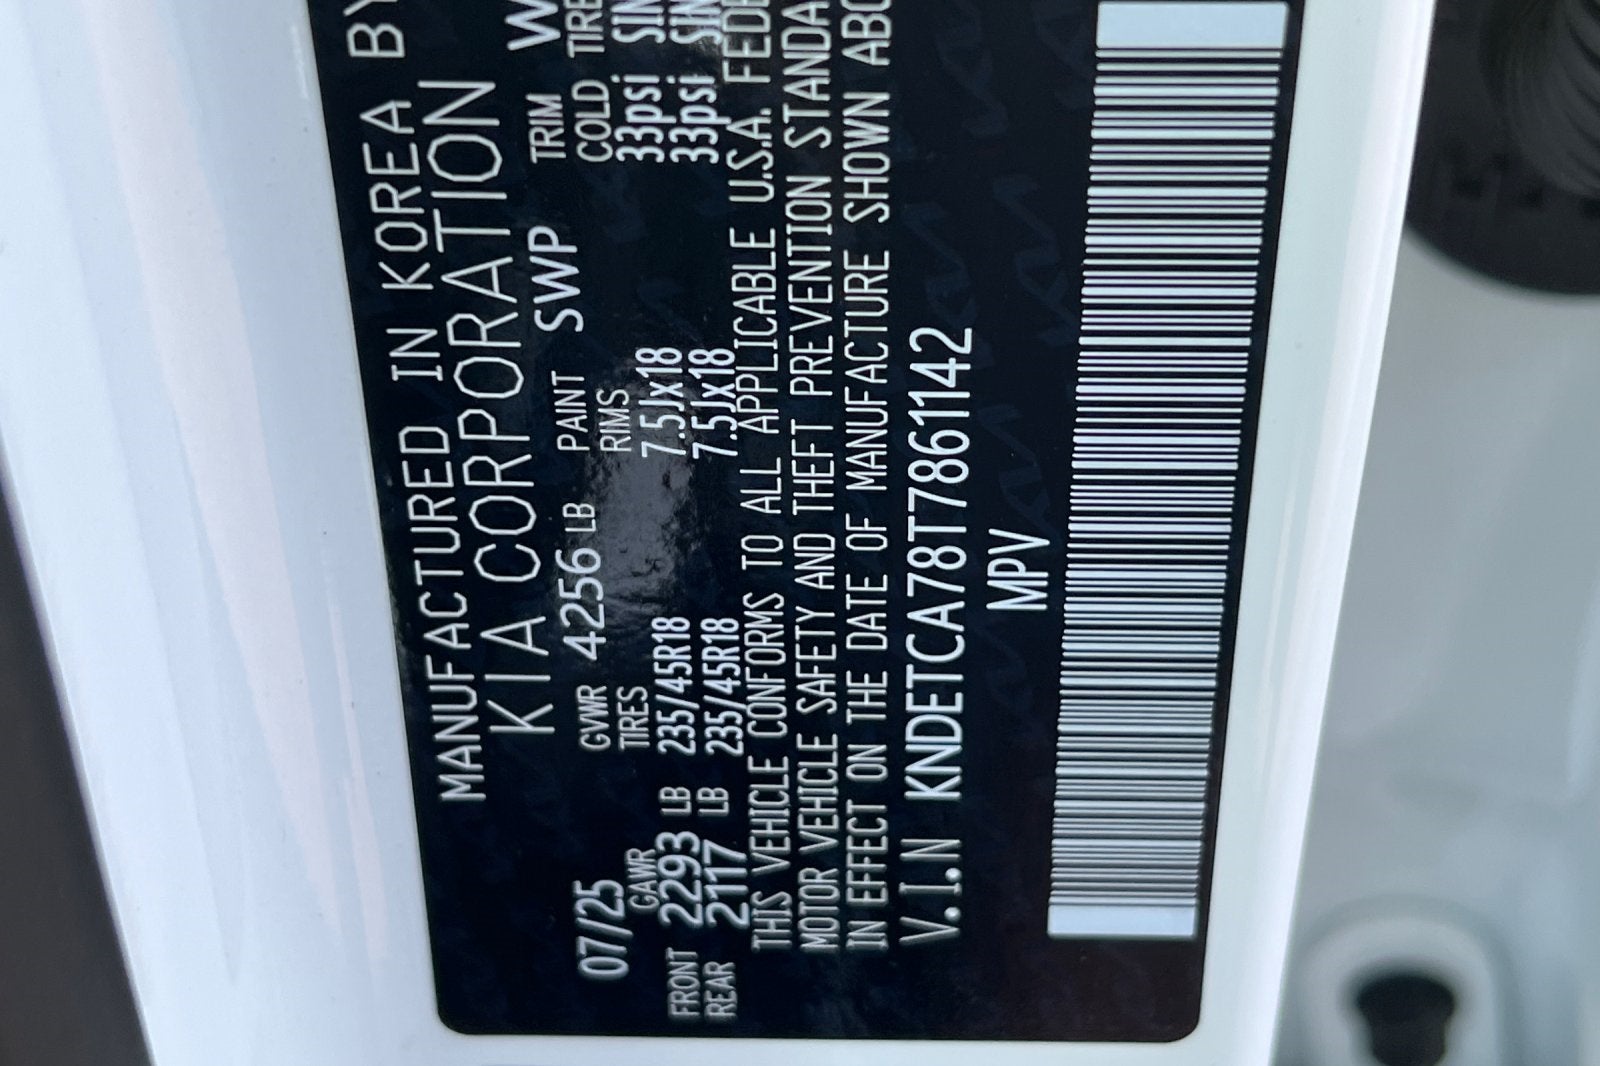 MANUFACTURED IN KOREA BY
KIA CORPORATION
07/25 GVWR 4256 LB PAINT SWP TRIM W
GAWR TIRES RIMS COLD TIRE
FRONT 2293 LB 235/45R18 7.5Jx18 33psi SIN
REAR 2117 LB 235/45R18 7.5Jx18 33psi SIN
THIS VEHICLE CONFORMS TO ALL APPLICABLE U.S.A. FEDE
MOTOR VEHICLE SAFETY AND THEFT PREVENTION STANDA
IN EFFECT ON THE DATE OF MANUFACTURE SHOWN ABO
V.I.N KNDETCA78T7861142
MPV